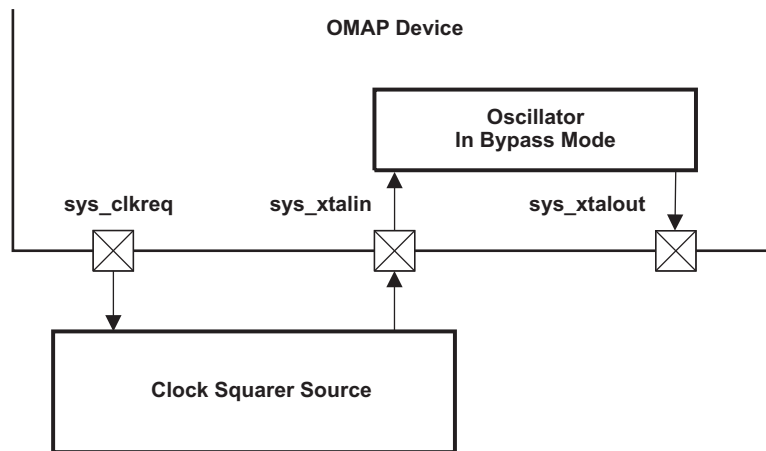 OMAP Device
Oscillator
In Bypass Mode
sys_clkreq
sys_xtalin
sys_xtalout
Clock Squarer Source